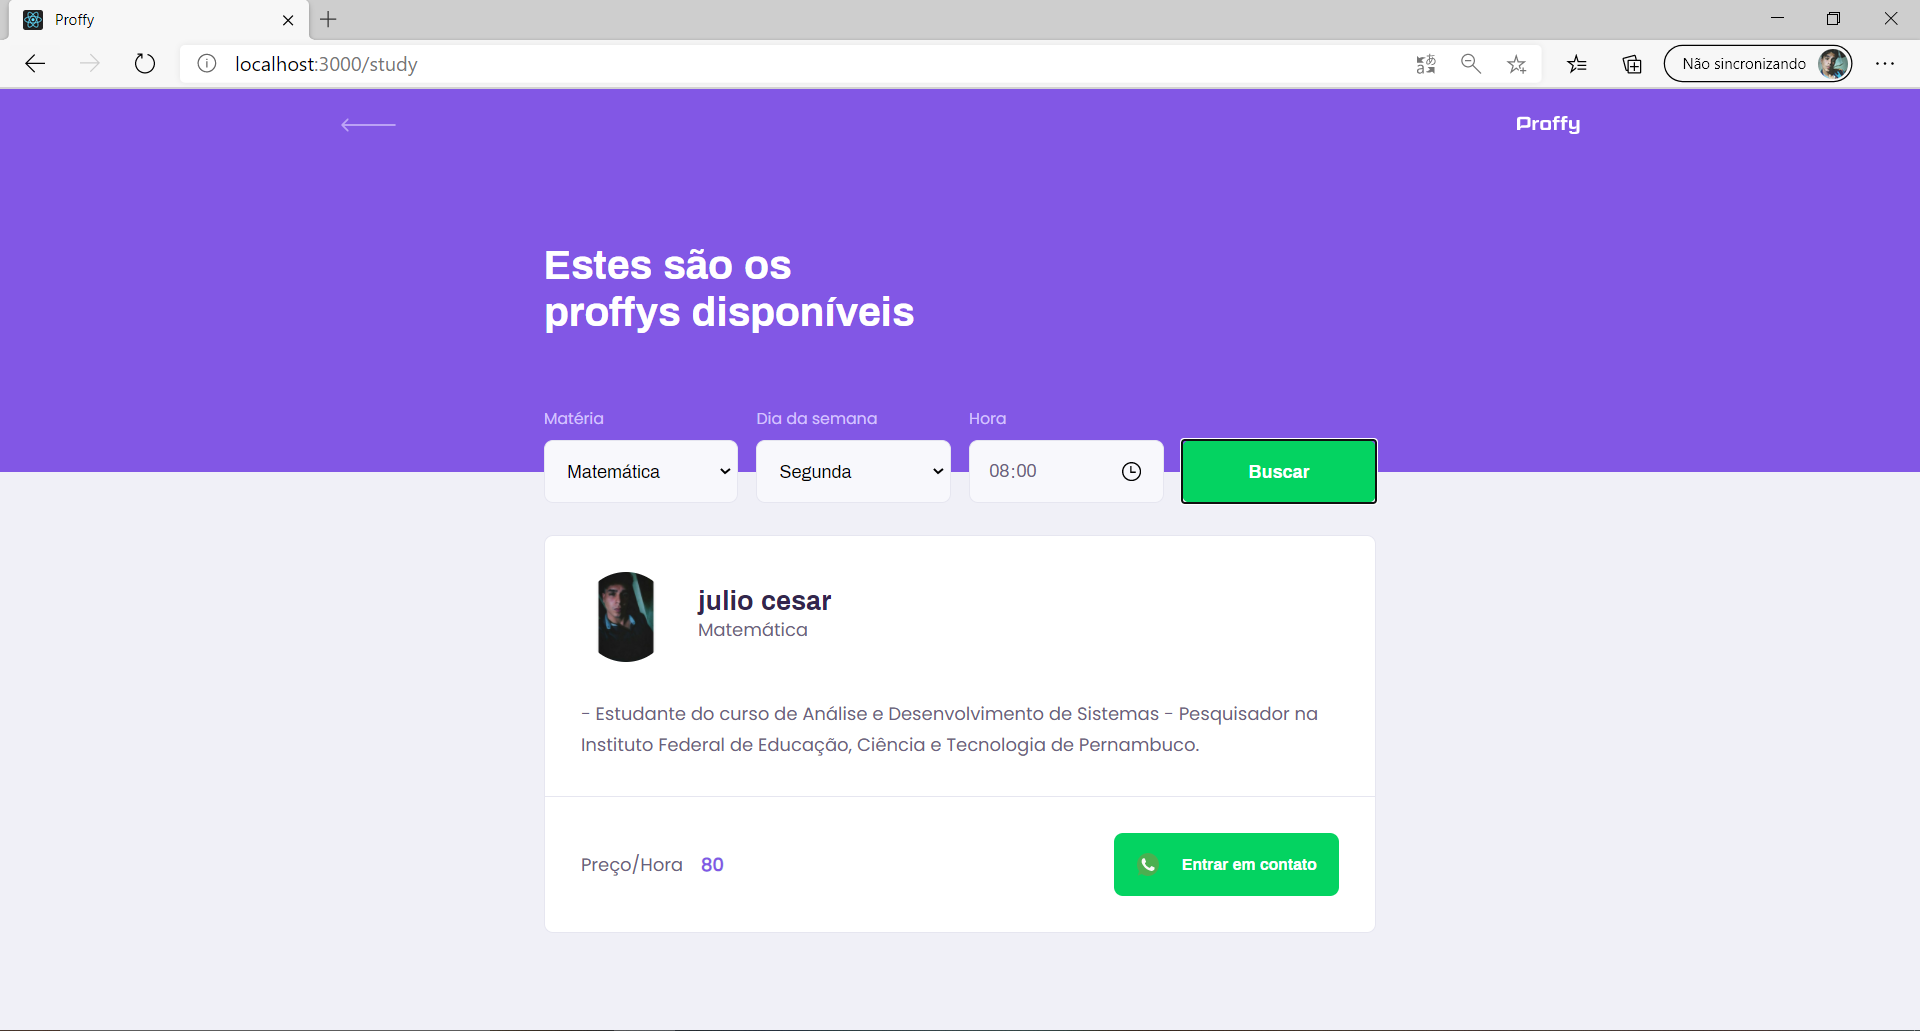 Proffy
localhost:3000/study
Não sincronizando
Proffy
Estes são os
proffys disponíveis
Matéria Dia da semana Hora
Matemática Segunda 08:00 Buscar
julio cesar
Matemática
- Estudante do curso de Análise e Desenvolvimento de Sistemas - Pesquisador na
Instituto Federal de Educação, Ciência e Tecnologia de Pernambuco.
Preço/Hora 80 Entrar em contato